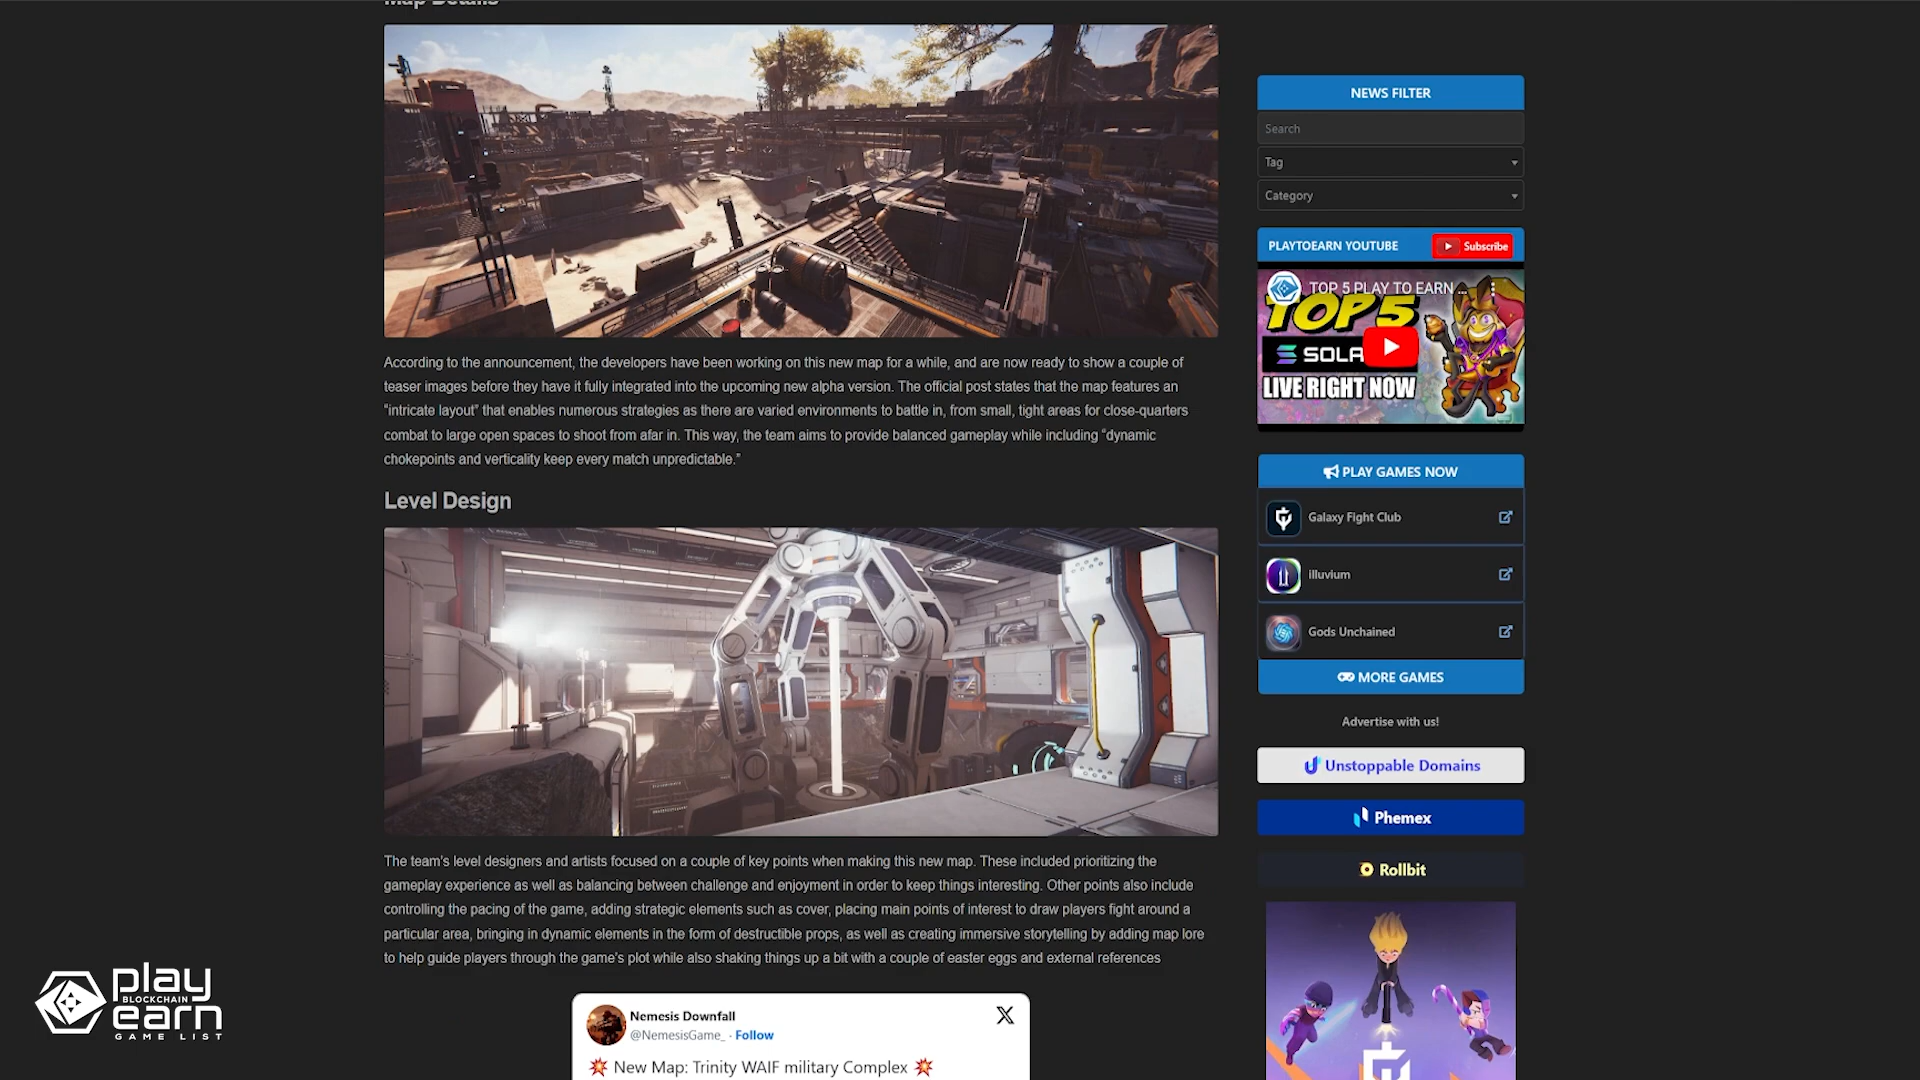 Map Details
According to the announcement, the developers have been working on this new map for a while, and are now ready to show a couple of
teaser images before they have it fully integrated into the upcoming new alpha version. The official post states that the map features an
“intricate layout” that enables numerous strategies as there are varied environments to battle in, from small, tight areas for close-quarters
combat to large open spaces to shoot from afar in. This way, the team aims to provide balanced gameplay while including “dynamic
chokepoints and verticality keep every match unpredictable.”
Level Design
The team’s level designers and artists focused on a couple of key points when making this new map. These included prioritizing the
gameplay experience as well as balancing between challenge and enjoyment in order to keep things interesting. Other points also include
controlling the pacing of the game, adding strategic elements such as cover, placing main points of interest to draw players fight around a
particular area, bringing in dynamic elements in the form of destructible props, as well as creating immersive storytelling by adding map lore
to help guide players through the game’s plot while also shaking things up a bit with a couple of easter eggs and external references
Nemesis Downfall
@NemesisGame_ · Follow
💥 New Map: Trinity WAIF military Complex 💥
NEWS FILTER
Search
Tag
Category
PLAYTOEARN YOUTUBE
Subscribe
TOP 5 PLAY TO EARN ...
TOP 5
SOLA
LIVE RIGHT NOW
PLAY GAMES NOW
Galaxy Fight Club
illuvium
Gods Unchained
MORE GAMES
Advertise with us!
Unstoppable Domains
Phemex
Rollbit
play
BLOCKCHAIN
earn
GAME LIST